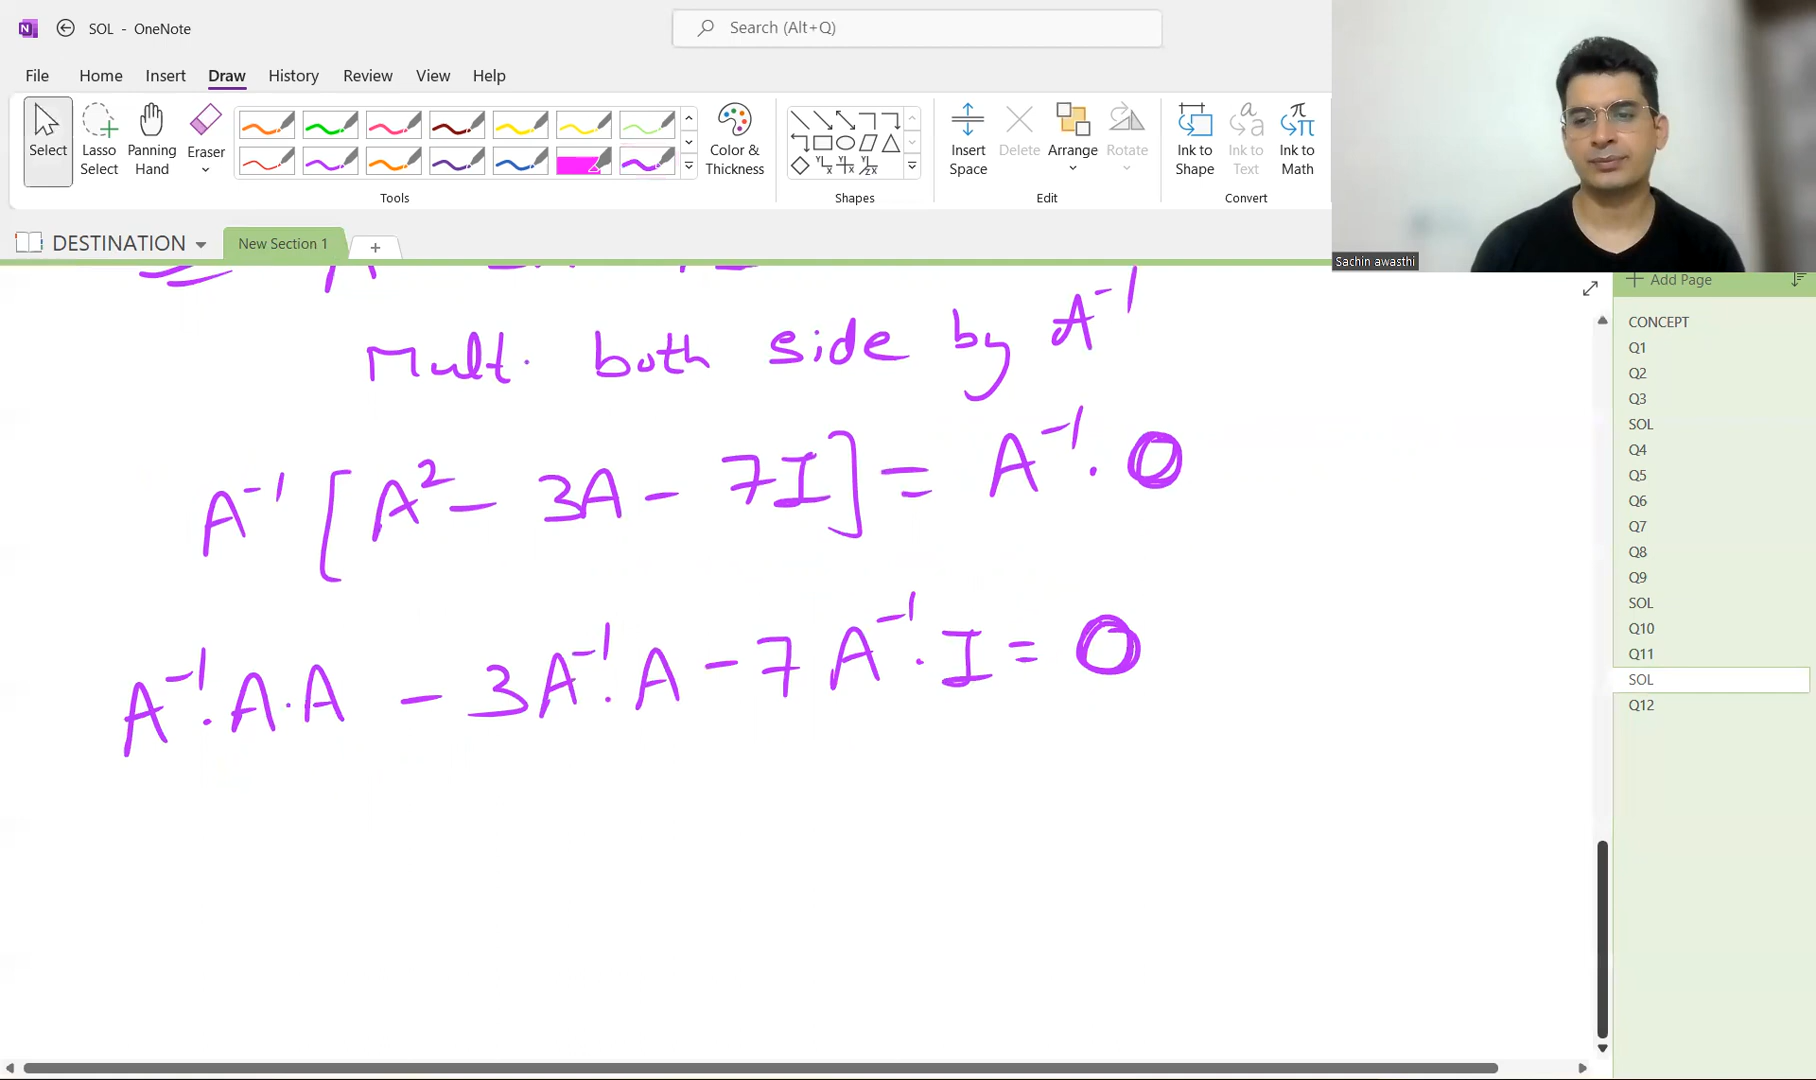 SOL - OneNote
Search (Alt+Q)
File Home Insert Draw History Review View Help
Select
Lasso Select
Panning Hand
Eraser
Color & Thickness
Insert Space
Delete
Arrange
Rotate
Ink to Shape
Ink to Text
Ink to Math
Tools
Shapes
Edit
Convert
Sachin awasthi
DESTINATION
New Section 1
Add Page
Mult. both side by A⁻¹
A⁻¹ [A² - 3A - 7I] = A⁻¹ . O
A⁻¹.A.A - 3A⁻¹.A - 7A⁻¹.I = O
CONCEPT
Q1
Q2
Q3
SOL
Q4
Q5
Q6
Q7
Q8
Q9
SOL
Q10
Q11
SOL
Q12